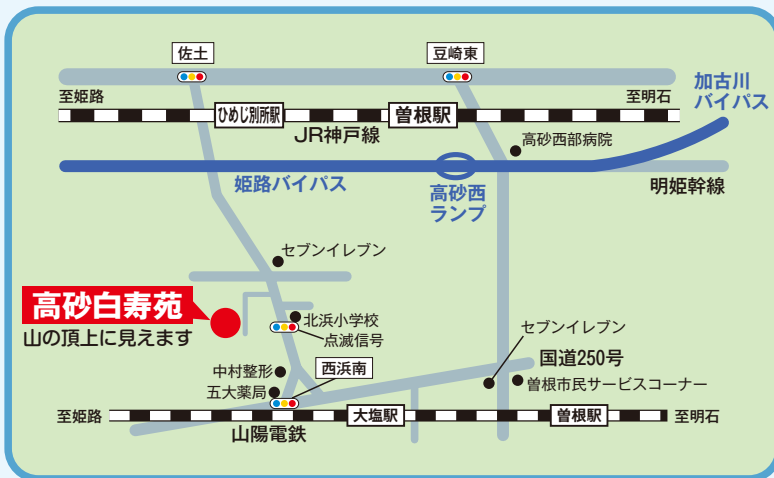 佐土
豆崎東
至姫路
至明石
加古川
バイパス
ひめじ別所駅
曽根駅
JR神戸線
高砂西部病院
姫路バイパス
高砂西
ランプ
明姫幹線
セブンイレブン
高砂白寿苑
山の頂上に見えます
北浜小学校
点滅信号
セブンイレブン
中村整形
西浜南
国道250号
五大薬局
曽根市民サービスコーナー
至姫路
大塩駅
曽根駅
至明石
山陽電鉄